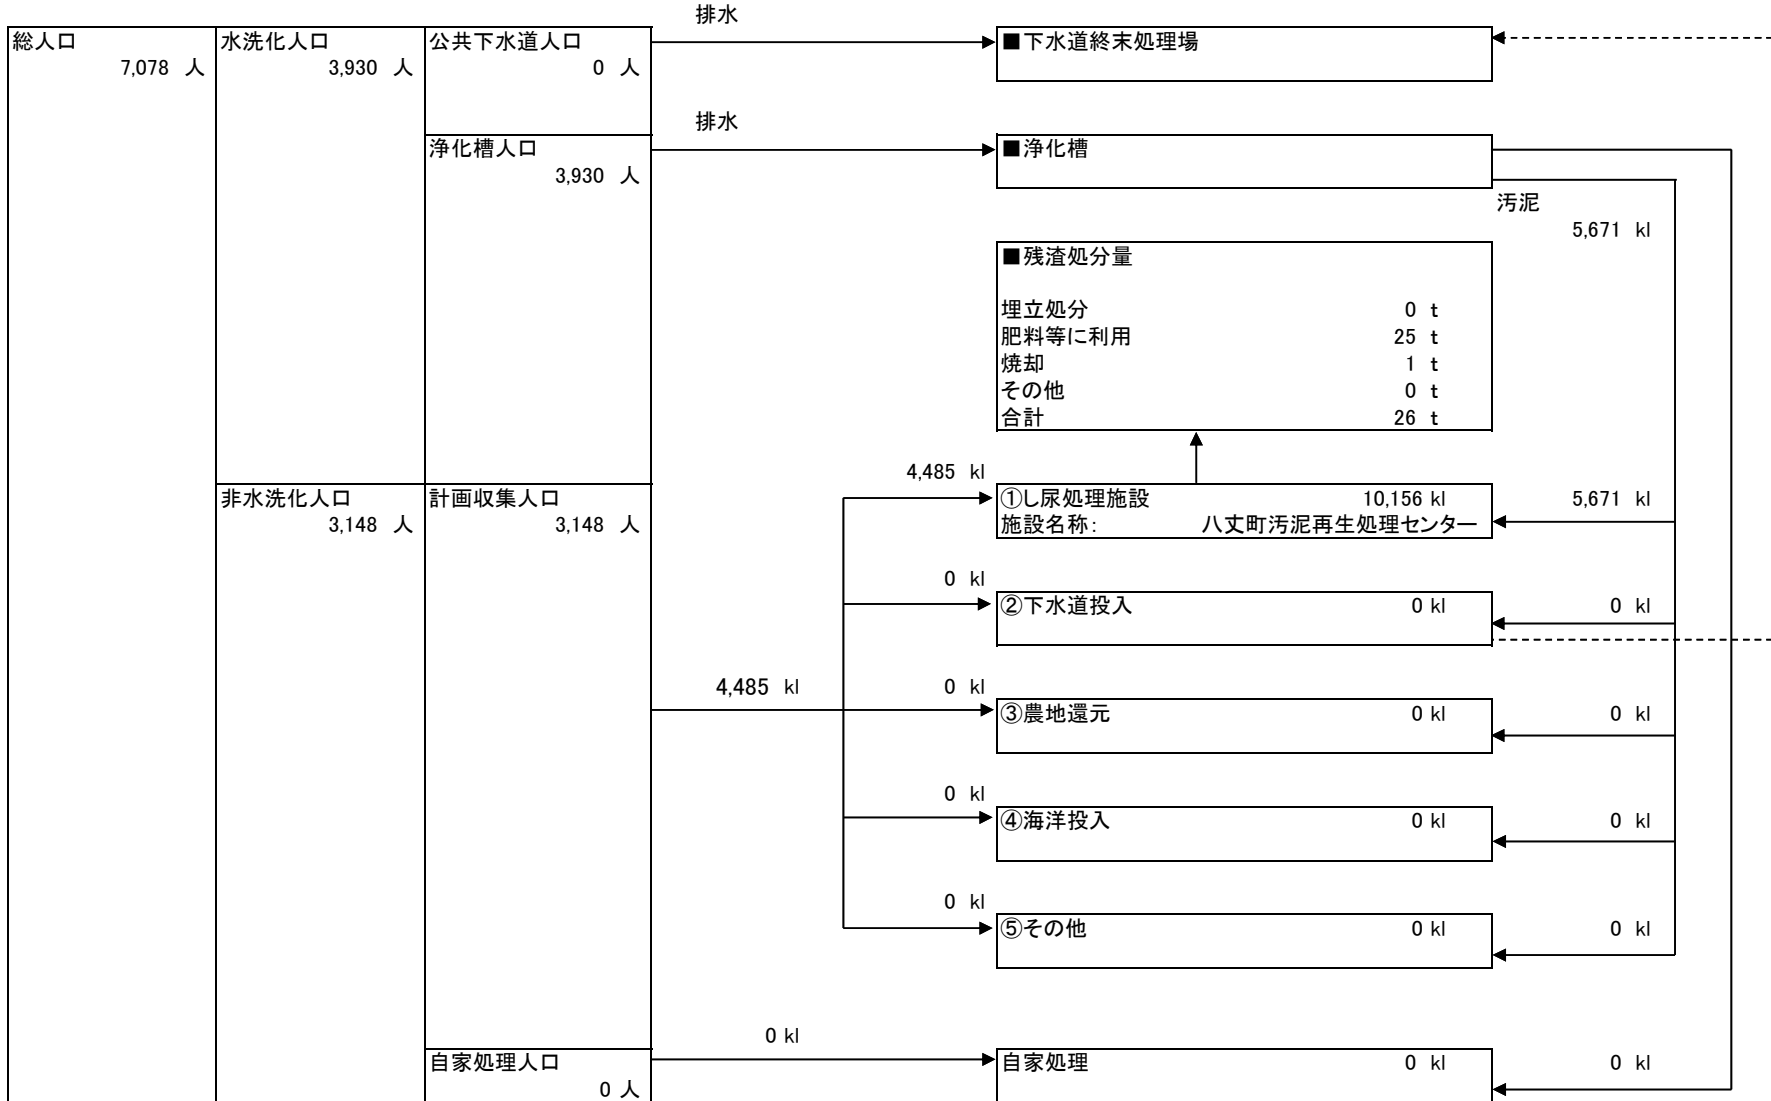 排水
総人口 水洗化人口 公共下水道人口 ■下水道終末処理場
7,078 人 3,930 人 0 人
排水
浄化槽人口 ■浄化槽
3,930 人
汚泥
5,671 kl
■残渣処分量
埋立処分 0 t
肥料等に利用 25 t
焼却 1 t
その他 0 t
合計 26 t
4,485 kl
非水洗化人口 計画収集人口 ①し尿処理施設 10,156 kl 5,671 kl
3,148 人 3,148 人 施設名称: 八丈町汚泥再生処理センター
0 kl
②下水道投入 0 kl 0 kl
4,485 kl 0 kl
③農地還元 0 kl 0 kl
0 kl
④海洋投入 0 kl 0 kl
0 kl
⑤その他 0 kl 0 kl
0 kl
自家処理人口 自家処理 0 kl 0 kl
0 人